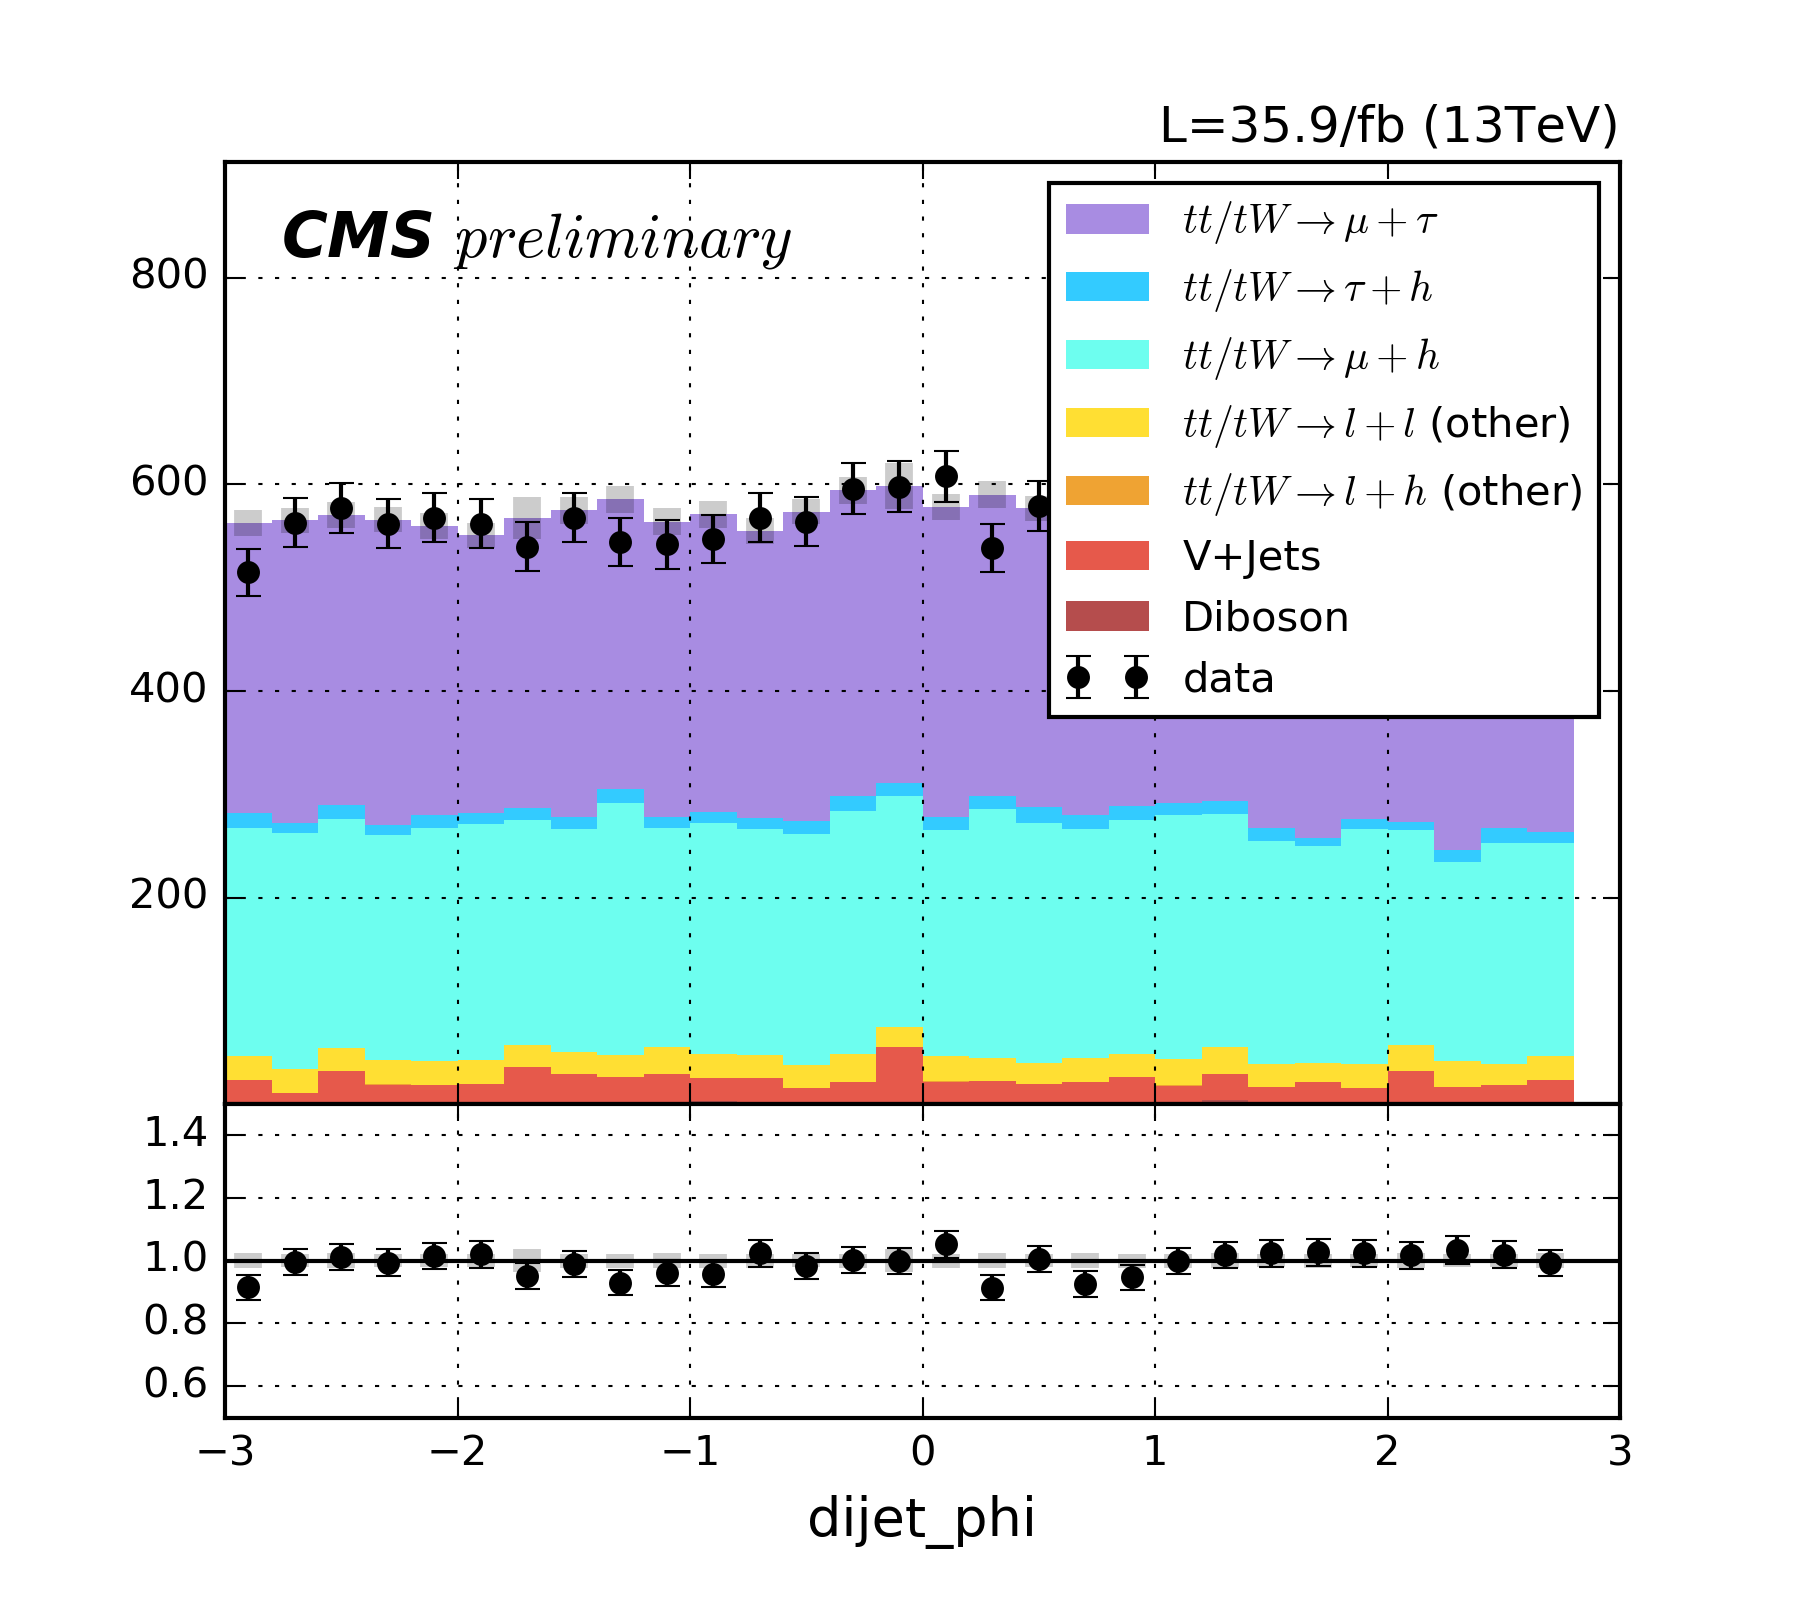 L=35.9/fb (13TeV)
CMS preliminary
tt/tW → μ + τ
tt/tW → τ + h
tt/tW → μ + h
tt/tW → l + l (other)
tt/tW → l + h (other)
V+Jets
Diboson
data
800
600
400
200
1.4
1.2
1.0
0.8
0.6
−3 −2 −1 0 1 2 3
dijet_phi